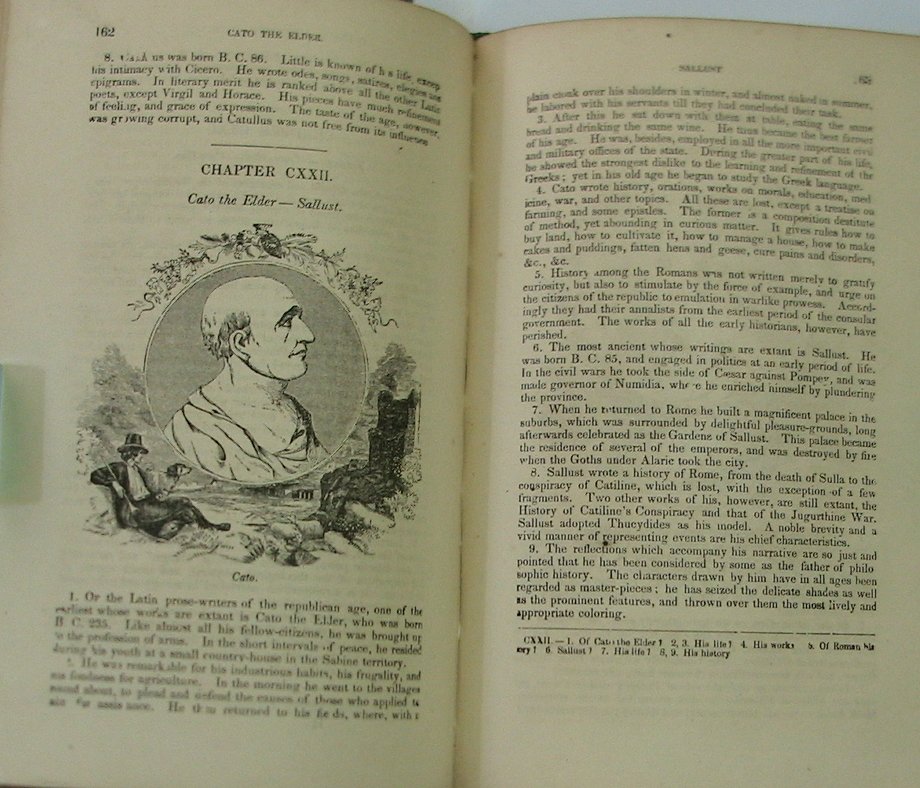 162
CATO THE ELDER.
8. us was born B. C. 86. Little is known of his life, except
his intimacy with Cicero. He wrote odes, songs, satires, elegies and
epigrams. In literary merit he is ranked above all the other Latin
poets, except Virgil and Horace. His pieces have much refinement
of feeling, and grace of expression. The taste of the age, however,
was growing corrupt, and Catullus was not free from its influence
CHAPTER CXXII.
Cato the Elder — Sallust.
Cato.
1. Of the Latin prose-writers of the republican age, one of the
earliest whose works are extant is Cato the Elder, who was born
B C. 235. Like almost all his fellow-citizens, he was brought up
to the profession of arms. In the short intervals of peace, he resided
during his youth at a small country-house in the Sabine territory.
2. He was remarkable for his industrious habits, his frugality, and
his fondness for agriculture. In the morning he went to the villages
round about, to plead and defend the causes of those who applied to
him for assistance. He then returned to his fields, where, with a
SALLUST
63
plain cloak over his shoulders in winter, and almost naked in summer,
he labored with his servants till they had concluded their task.
3. After this he sat down with them at table, eating the same
bread and drinking the same wine. He thus became the best farmer
of his age. He was, besides, employed in all the more important civil
and military offices of the state. During the greater part of his life,
he showed the strongest dislike to the learning and refinement of the
Greeks; yet in his old age he began to study the Greek language.
4. Cato wrote history, orations, works on morals, education, med
icine, war, and other topics. All these are lost, except a treatise on
farming, and some epistles. The former is a composition destitute
of method, yet abounding in curious matter. It gives rules how to
buy land, how to cultivate it, how to manage a house, how to make
cakes and puddings, fatten hens and geese, cure pains and disorders,
&c., &c.
5. History among the Romans was not written merely to gratify
curiosity, but also to stimulate by the force of example, and urge on
the citizens of the republic to emulation in warlike prowess. Accord-
ingly they had their annalists from the earliest period of the consular
government. The works of all the early historians, however, have
perished.
6. The most ancient whose writings are extant is Sallust. He
was born B. C. 85, and engaged in politics at an early period of life.
In the civil wars he took the side of Cæsar against Pompey, and was
made governor of Numidia, where he enriched himself by plundering
the province.
7. When he returned to Rome he built a magnificent palace in the
suburbs, which was surrounded by delightful pleasure-grounds, long
afterwards celebrated as the Gardens of Sallust. This palace became
the residence of several of the emperors, and was destroyed by fire
when the Goths under Alaric took the city.
8. Sallust wrote a history of Rome, from the death of Sulla to the
conspiracy of Catiline, which is lost, with the exception of a few
fragments. Two other works of his, however, are still extant, the
History of Catiline's Conspiracy and that of the Jugurthine War.
Sallust adopted Thucydides as his model. A noble brevity and a
vivid manner of representing events are his chief characteristics.
9. The reflections which accompany his narrative are so just and
pointed that he has been considered by some as the father of philo
sophic history. The characters drawn by him have in all ages been
regarded as master-pieces; he has seized the delicate shades as well
as the prominent features, and thrown over them the most lively and
appropriate coloring.
CXXII. — 1. Of Cato the Elder? 2, 3. His life? 4. His works 5. Of Roman his
tory? 6. Sallust? 7. His life? 8, 9. His history